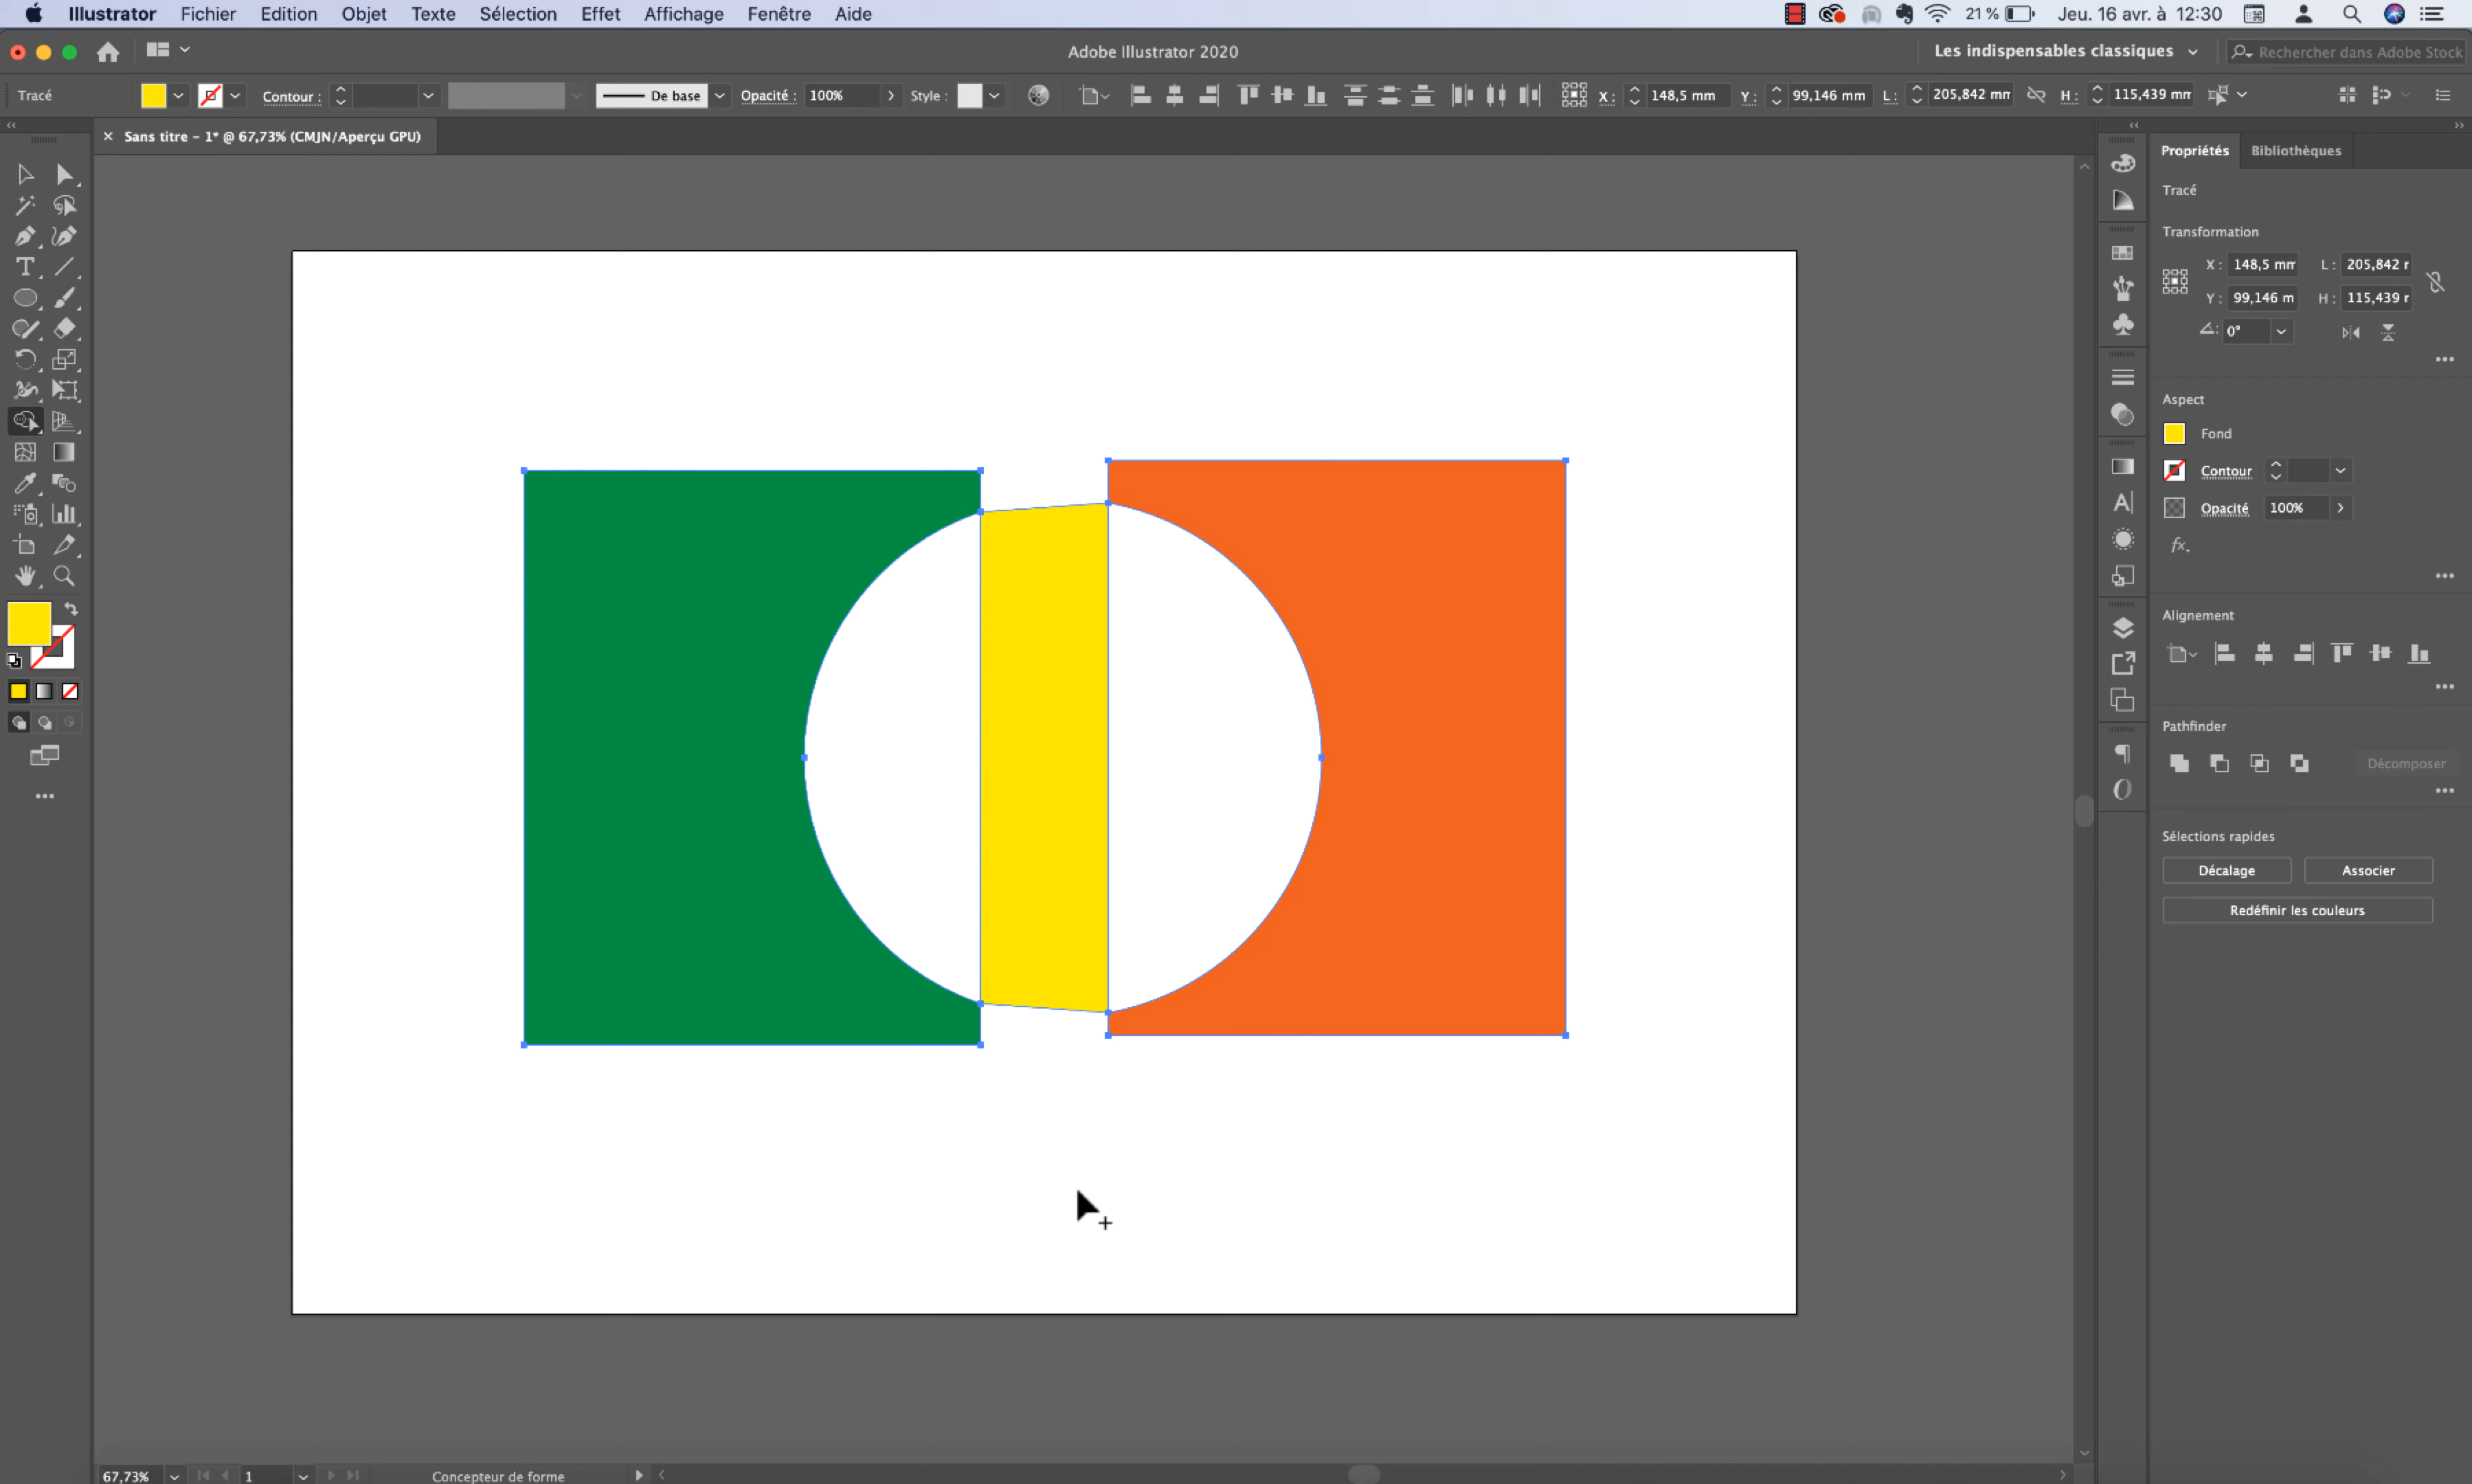 Illustrator Fichier Edition Objet Texte Sélection Effet Affichage Fenêtre Aide 21 % Jeu. 16 avr. à 12:30
Adobe Illustrator 2020 Les indispensables classiques Rechercher dans Adobe Stock
Tracé Contour : De base Opacité : 100% Style : X : 148,5 mm Y : 99,146 mm L : 205,842 mm H : 115,439 mm
× Sans titre - 1* @ 67,73% (CMJN/Aperçu GPU)
Propriétés Bibliothèques
Tracé
Transformation
X : 148,5 mm L : 205,842 r
Y : 99,146 m H : 115,439 r
0°
Aspect
Fond
Contour
Opacité 100%
fx.
Alignement
Pathfinder
Décomposer
Sélections rapides
Décalage Associer
Redéfinir les couleurs
67,73% 1 Concepteur de forme